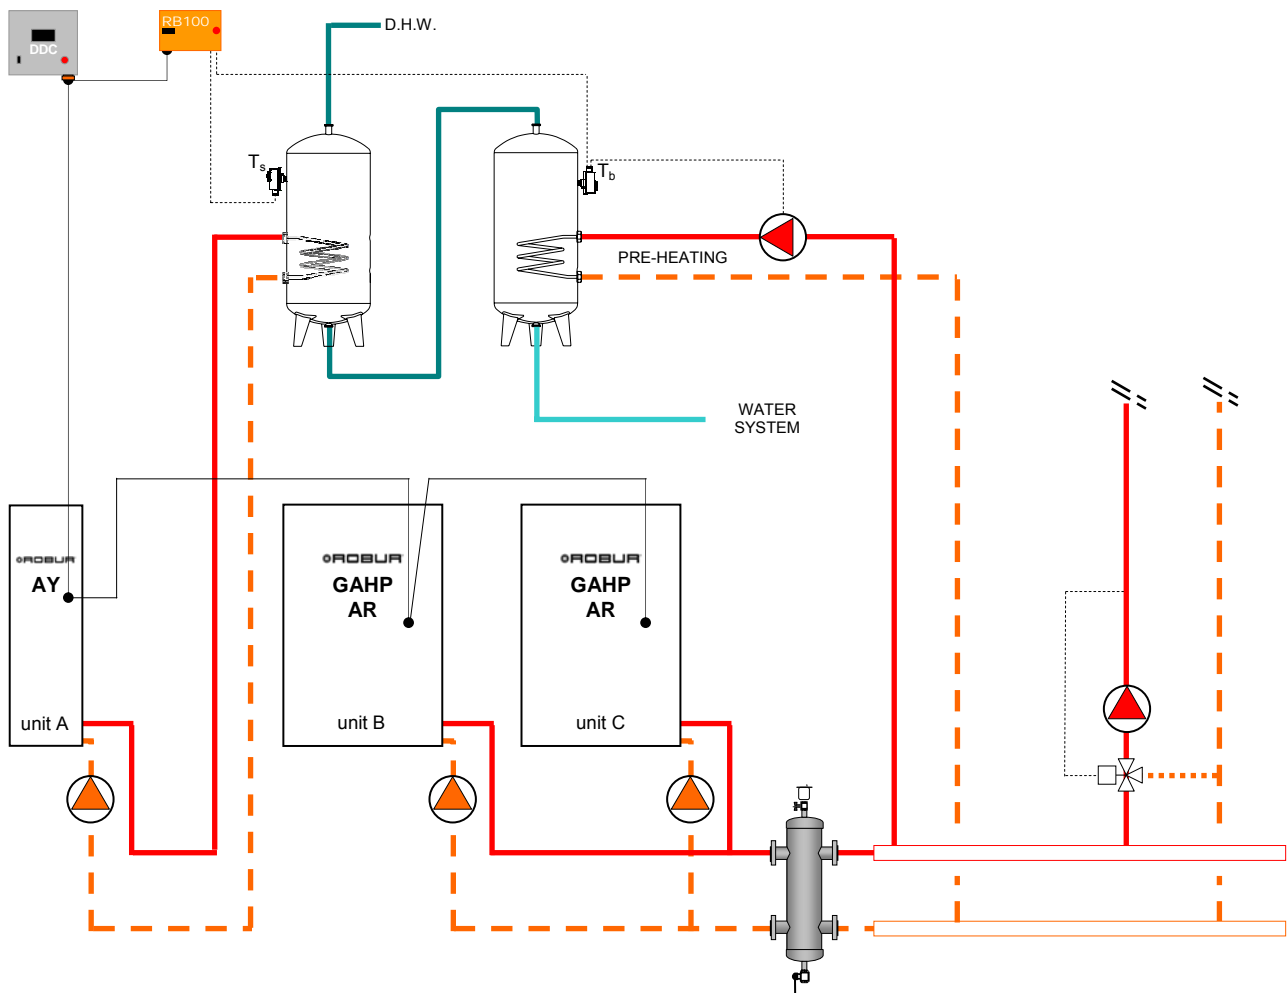 RB100
DDC
D.H.W.
Ts
Tb
PRE-HEATING
WATER
SYSTEM
ROBUR
AY
unit A
ROBUR
GAHP
AR
unit B
ROBUR
GAHP
AR
unit C